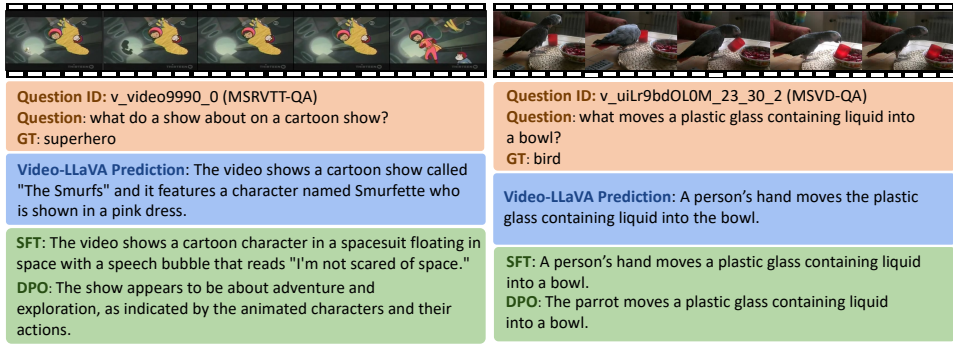 Question ID: v_video9990_0 (MSRVTT-QA)
Question: what do a show about on a cartoon show?
GT: superhero
Video-LLaVA Prediction: The video shows a cartoon show called
"The Smurfs" and it features a character named Smurfette who
is shown in a pink dress.
SFT: The video shows a cartoon character in a spacesuit floating in
space with a speech bubble that reads "I'm not scared of space."
DPO: The show appears to be about adventure and
exploration, as indicated by the animated characters and their
actions.
Question ID: v_uiLr9bdOL0M_23_30_2 (MSVD-QA)
Question: what moves a plastic glass containing liquid into
a bowl?
GT: bird
Video-LLaVA Prediction: A person's hand moves the plastic
glass containing liquid into the bowl.
SFT: A person's hand moves a plastic glass containing liquid
into a bowl.
DPO: The parrot moves a plastic glass containing liquid
into a bowl.